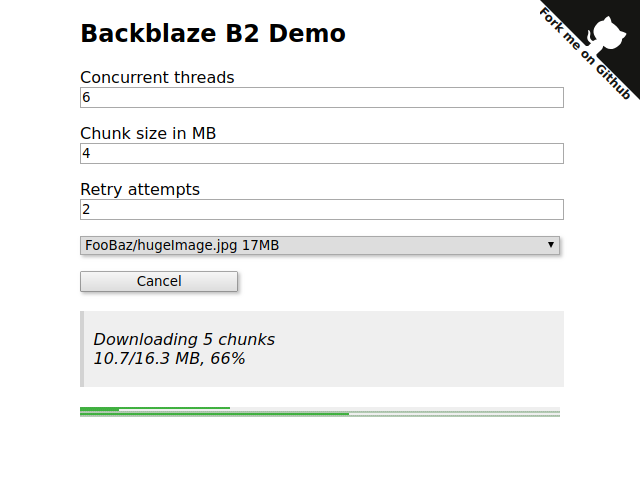 Backblaze B2 Demo
Fork me on Github
Concurrent threads
6
Chunk size in MB
4
Retry attempts
2
FooBaz/hugeImage.jpg 17MB
Cancel
Downloading 5 chunks
10.7/16.3 MB, 66%